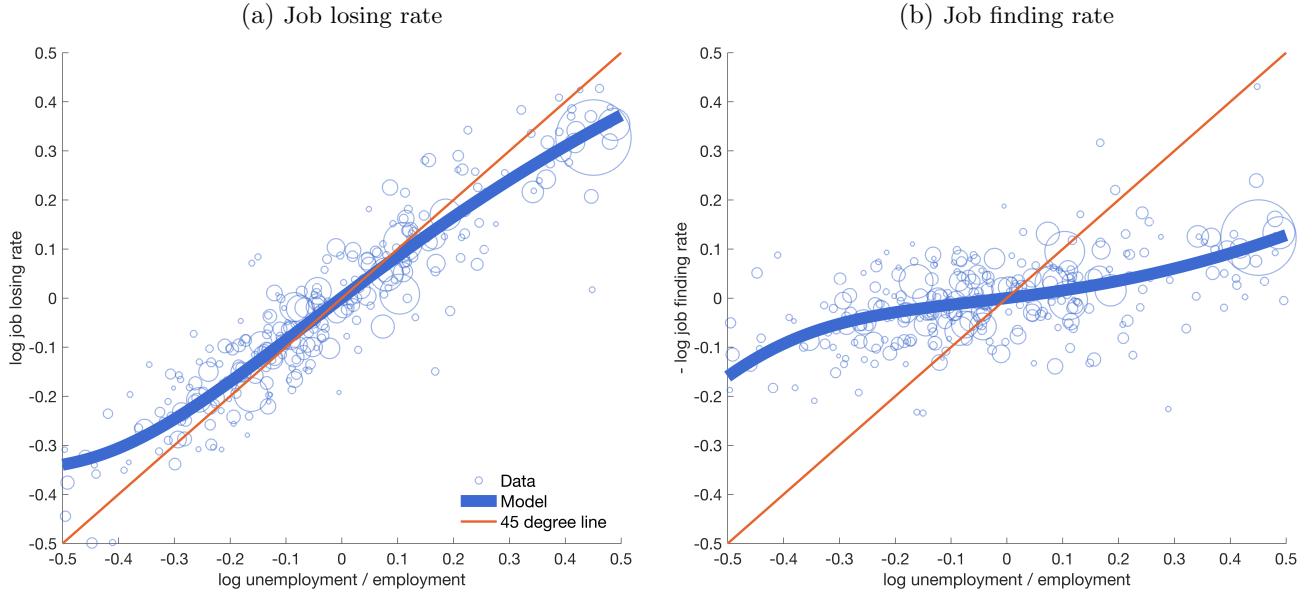 (a) Job losing rate
0.5
0.4
0.3
0.2
0.1
0
-0.1
-0.2
-0.3
-0.4
-0.5
log job losing rate
-0.5 -0.4 -0.3 -0.2 -0.1 0 0.1 0.2 0.3 0.4 0.5
log unemployment / employment
Data
Model
45 degree line
(b) Job finding rate
0.5
0.4
0.3
0.2
0.1
0
-0.1
-0.2
-0.3
-0.4
-0.5
- log job finding rate
-0.5 -0.4 -0.3 -0.2 -0.1 0 0.1 0.2 0.3 0.4 0.5
log unemployment / employment